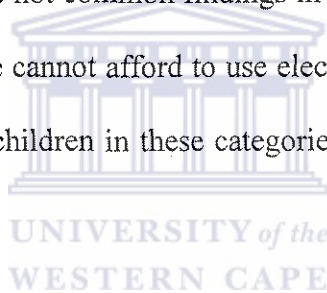 not common findings in
cannot afford to use elec
children in these categorie
UNIVERSITY of the
WESTERN CAPE